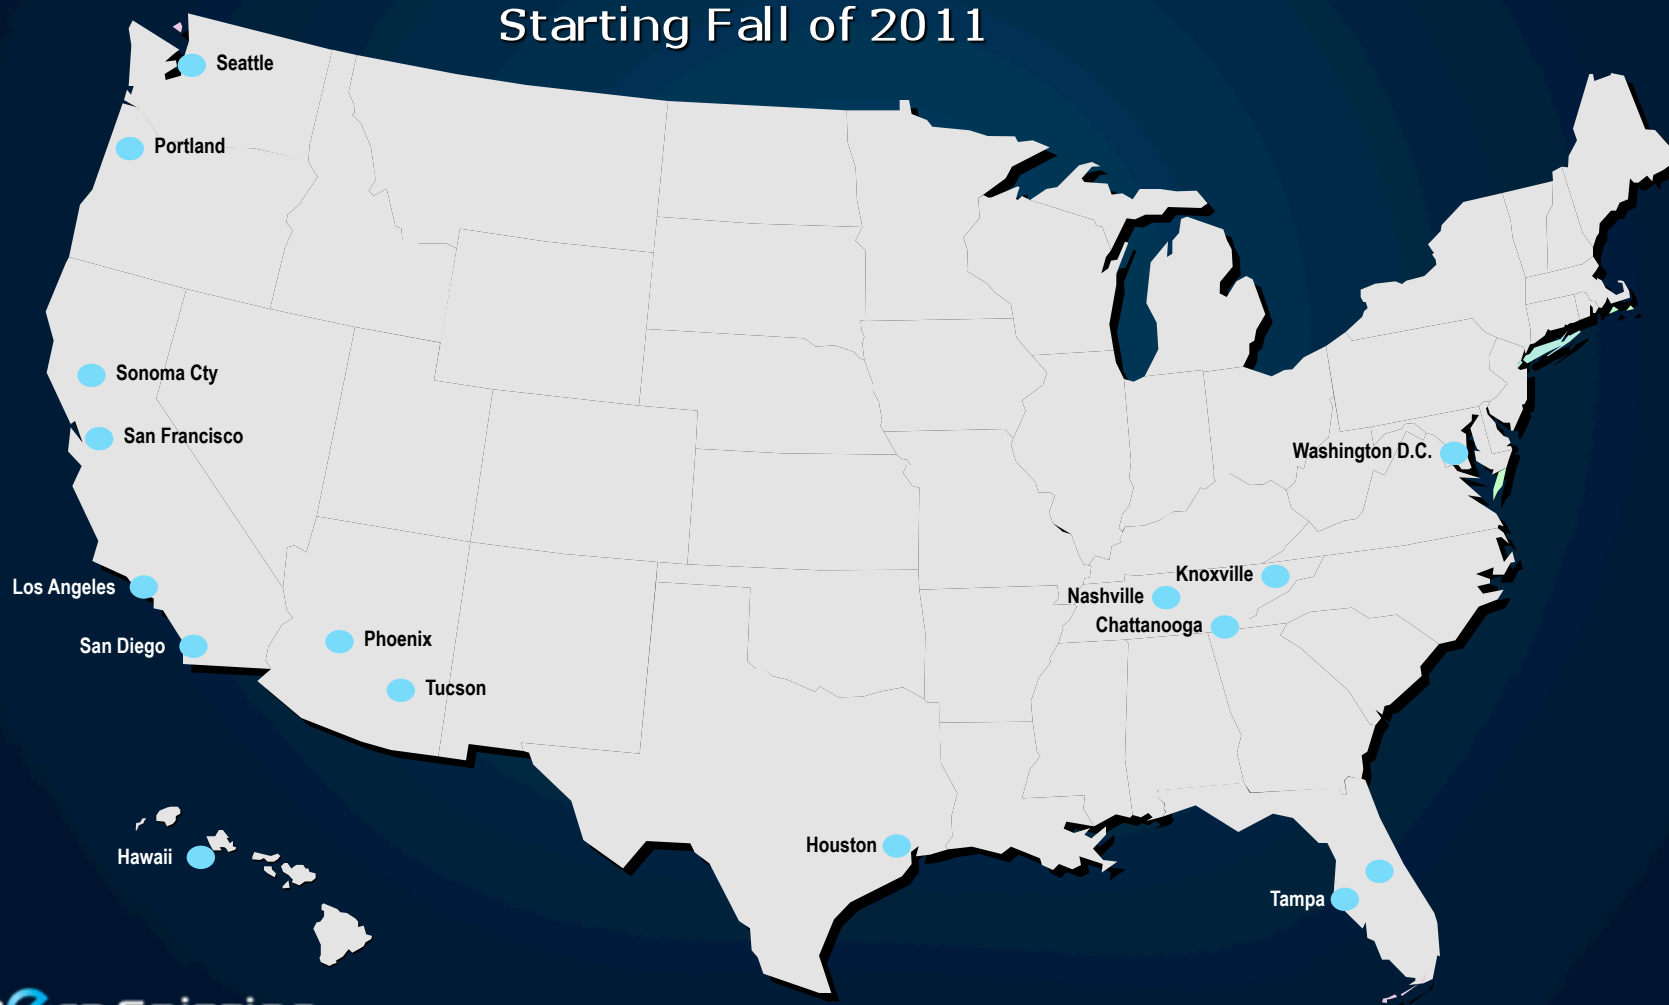 Starting Fall of 2011
Seattle
Portland
Sonoma Cty
San Francisco
Washington D.C.
Knoxville
Los Angeles
Nashville
Chattanooga
Phoenix
San Diego
Tucson
Houston
Hawaii
Tampa